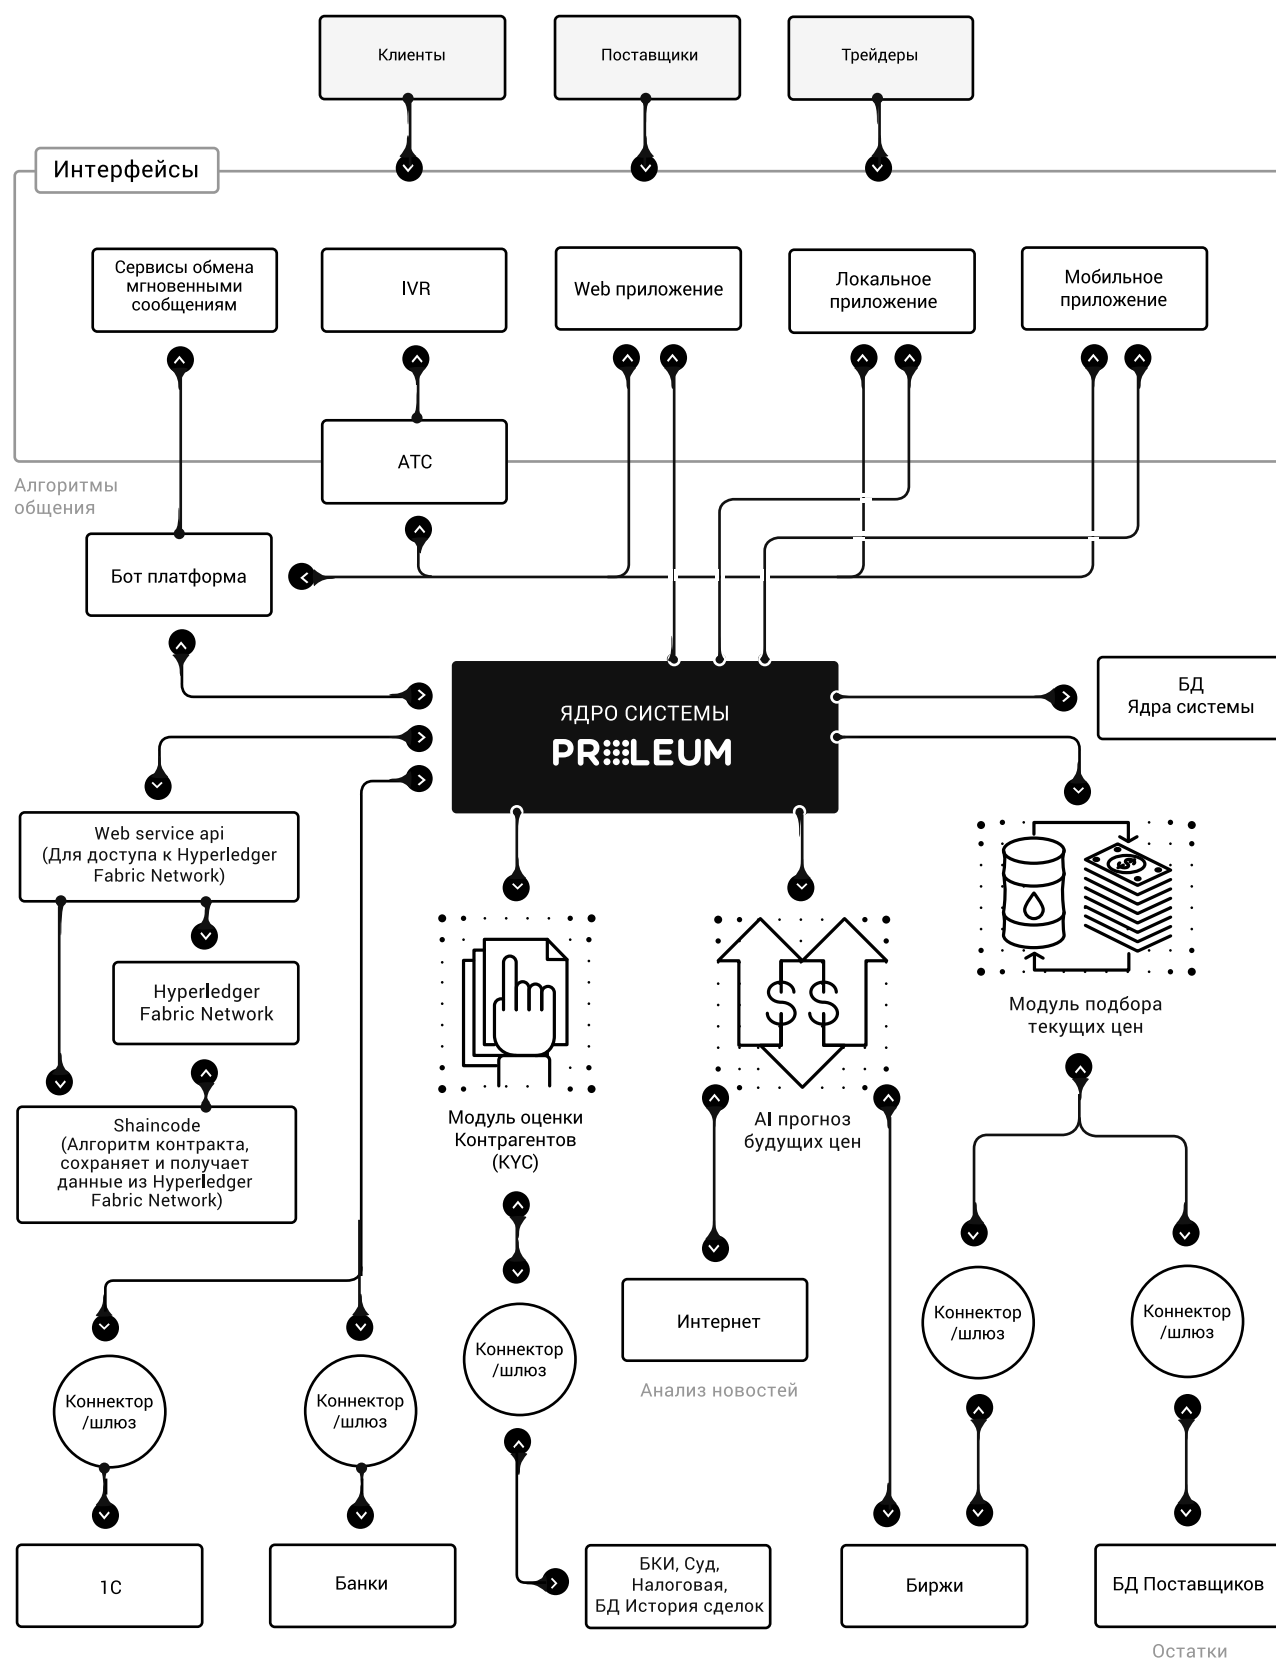 Клиенты
Поставщики
Трейдеры
Интерфейсы
Сервисы обмена
мгновенными
сообщениям
IVR
Web приложение
Локальное
приложение
Мобильное
приложение
АТС
Алгоритмы
общения
Бот платформа
ЯДРО СИСТЕМЫ
PROLEUM
БД
Ядра системы
Web service api
(Для доступа к Hyperledger
Fabric Network)
Hyperledger
Fabric Network
Shaincode
(Алгоритм контракта,
сохраняет и получает
данные из Hyperledger
Fabric Network)
Модуль оценки
Контрагентов
(KYC)
AI прогноз
будущих цен
Модуль подбора
текущих цен
Коннектор
/шлюз
Коннектор
/шлюз
Коннектор
/шлюз
Интернет
Анализ новостей
Коннектор
/шлюз
Коннектор
/шлюз
1С
Банки
БКИ, Суд,
Налоговая,
БД История сделок
Биржи
БД Поставщиков
Остатки